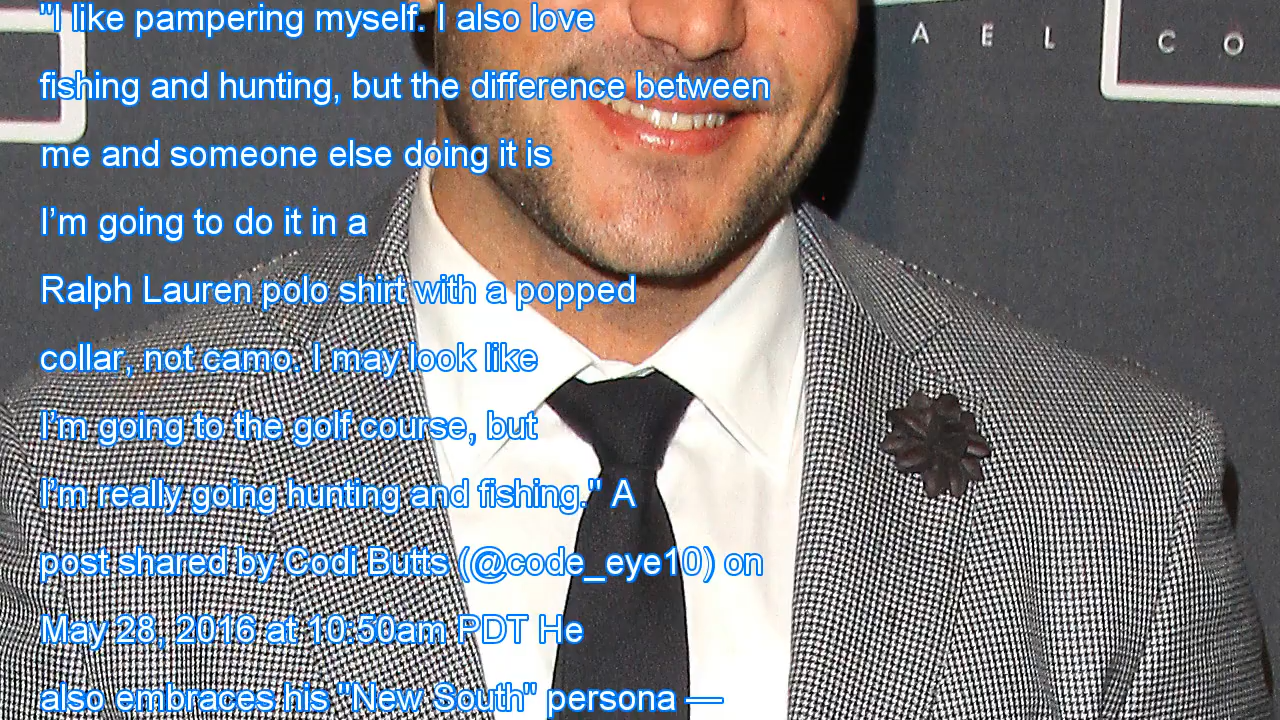 "I like pampering myself. I also love
fishing and hunting, but the difference between
me and someone else doing it is
I’m going to do it in a
Ralph Lauren polo shirt with a popped
collar, not camo. I may look like
I’m going to the golf course, but
I’m really going hunting and fishing." A
post shared by Codi Butts (@code_eye10) on
May 28, 2016 at 10:50am PDT He
also embraces his "New South" persona —
AEL CO